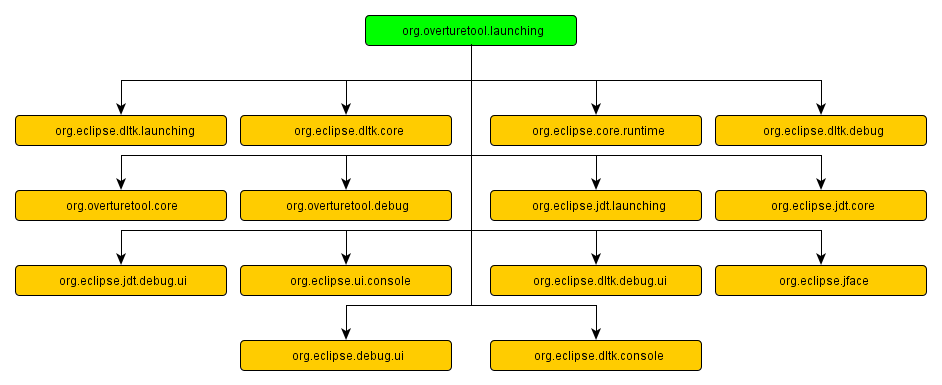 org.overturetool.launching
org.eclipse.dltk.launching
org.eclipse.dltk.core
org.eclipse.core.runtime
org.eclipse.dltk.debug
org.overturetool.core
org.overturetool.debug
org.eclipse.jdt.launching
org.eclipse.jdt.core
org.eclipse.jdt.debug.ui
org.eclipse.ui.console
org.eclipse.dltk.debug.ui
org.eclipse.jface
org.eclipse.debug.ui
org.eclipse.dltk.console